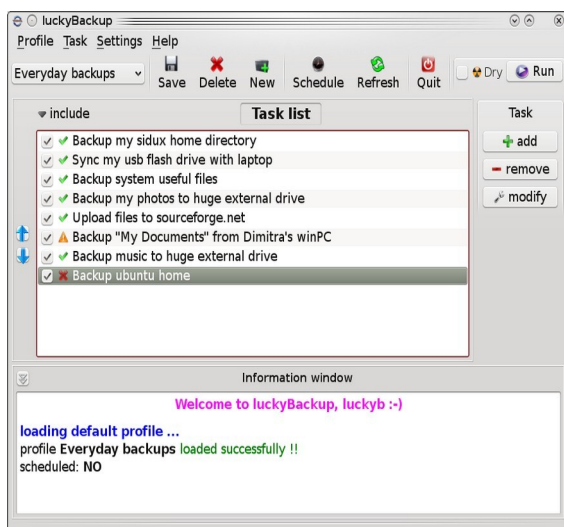 luckyBackup
Profile Task Settings Help
Everyday backups Save Delete New Schedule Refresh Quit Dry Run
include Task list Task
Backup my sidux home directory
Sync my usb flash drive with laptop
Backup system useful files
Backup my photos to huge external drive
Upload files to sourceforge.net
Backup "My Documents" from Dimitra's winPC
Backup music to huge external drive
Backup ubuntu home
add
remove
modify
Information window
Welcome to luckyBackup, luckyb :-)
loading default profile ...
profile Everyday backups loaded successfully !!
scheduled: NO